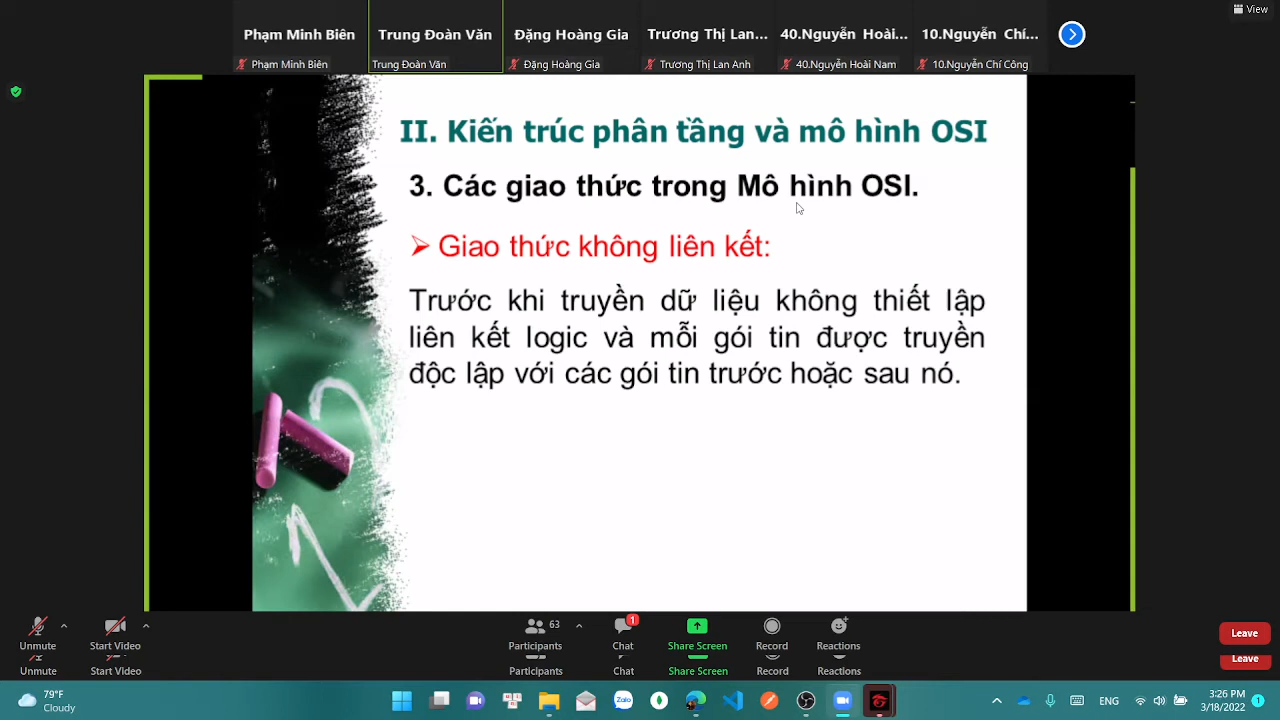 View
Phạm Minh Biên
Trung Đoàn Văn
Đặng Hoàng Gia
Trương Thị Lan...
40.Nguyễn Hoài...
10.Nguyễn Chí...
Phạm Minh Biên
Trung Đoàn Văn
Đặng Hoàng Gia
Trương Thị Lan Anh
40.Nguyễn Hoài Nam
10.Nguyễn Chí Công
II. Kiến trúc phân tầng và mô hình OSI
3. Các giao thức trong Mô hình OSI.
Giao thức không liên kết:
Trước khi truyền dữ liệu không thiết lập
liên kết logic và mỗi gói tin được truyền
độc lập với các gói tin trước hoặc sau nó.
63
1
Unmute
Start Video
Participants
Chat
Share Screen
Record
Reactions
Leave
Unmute
Start Video
Participants
Chat
Share Screen
Record
Reactions
Leave
79°F
Cloudy
Zalo
ENG
3:26 PM
3/18/2022
1